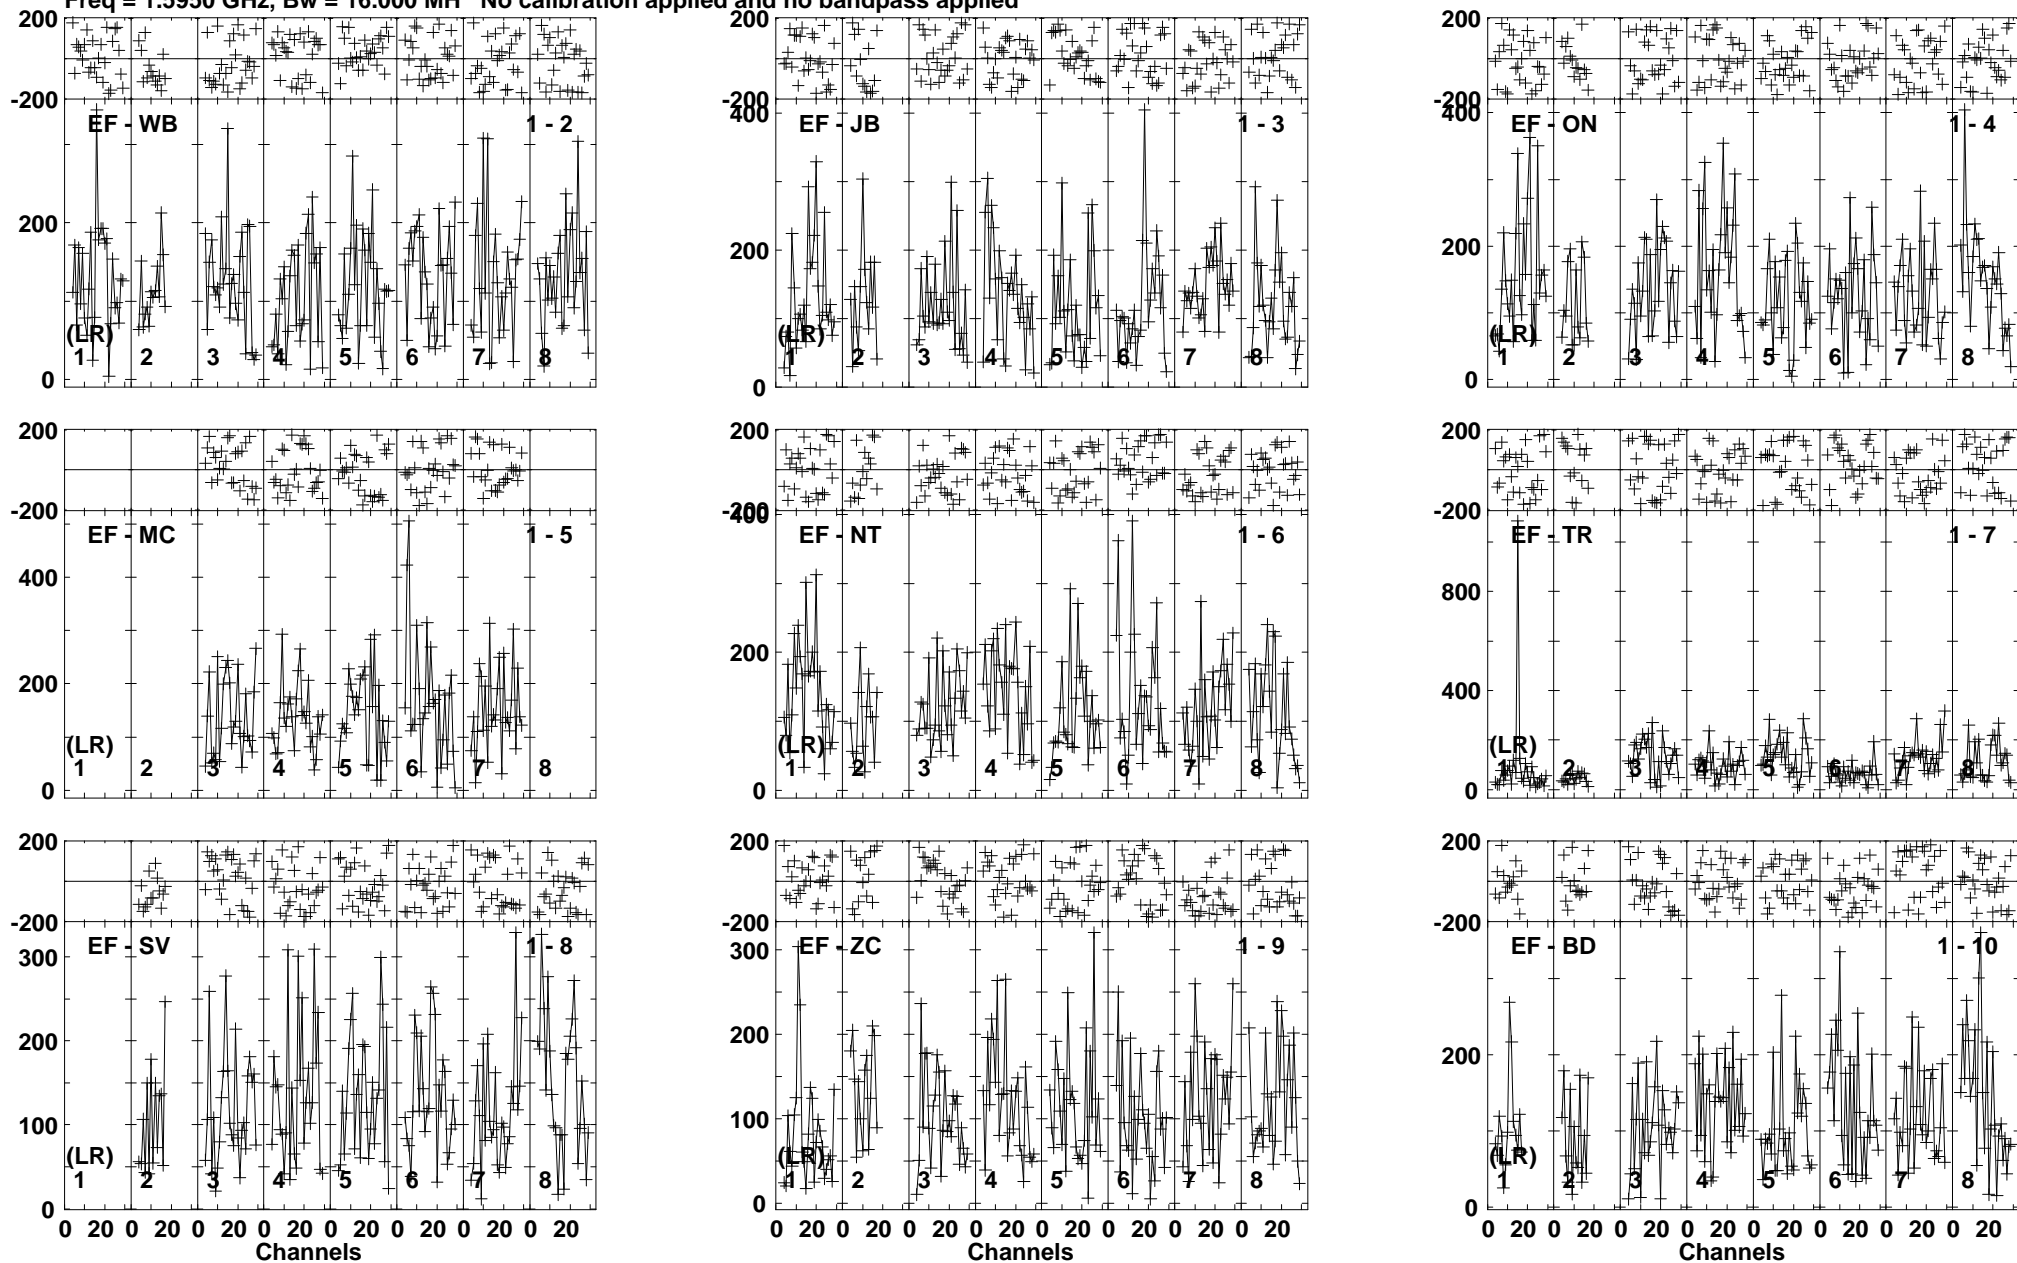 Freq = 1.5950 GHz, Bw = 16.000 MH No calibration applied and no bandpass applied
200 200 200
-200 -200 -200
EF - WB 1 - 2 400 EF - JB 1 - 3 400 EF - ON 1 - 4
200 200 200
(LR) (LR) (LR)
1 2 3 4 5 6 7 8 1 2 3 4 5 6 7 8 1 2 3 4 5 6 7 8
0 0 0
200 200 200
-200 -200 -200
EF - MC 1 - 5 400 EF - NT 1 - 6 EF - TR 1 - 7
400 800
200 200 400
(LR) (LR) (LR)
1 2 3 4 5 6 7 8 1 2 3 4 5 6 7 8 1 2 3 4 5 6 7 8
0 0 0
200 200 200
-200 -200 -200
EF - SV 1 - 8 EF - ZC 1 - 9 EF - BD 1 - 10
300 300
200 200 200
100 100
(LR) (LR) (LR)
1 2 3 4 5 6 7 8 1 2 3 4 5 6 7 8 1 2 3 4 5 6 7 8
0 0 0
0 20 0 20 0 20 0 20 0 20 0 20 0 20 0 20 0 20 0 20 0 20 0 20 0 20 0 20 0 20 0 20 0 20 0 20 0 20 0 20 0 20 0 20 0 20 0 20
Channels Channels Channels